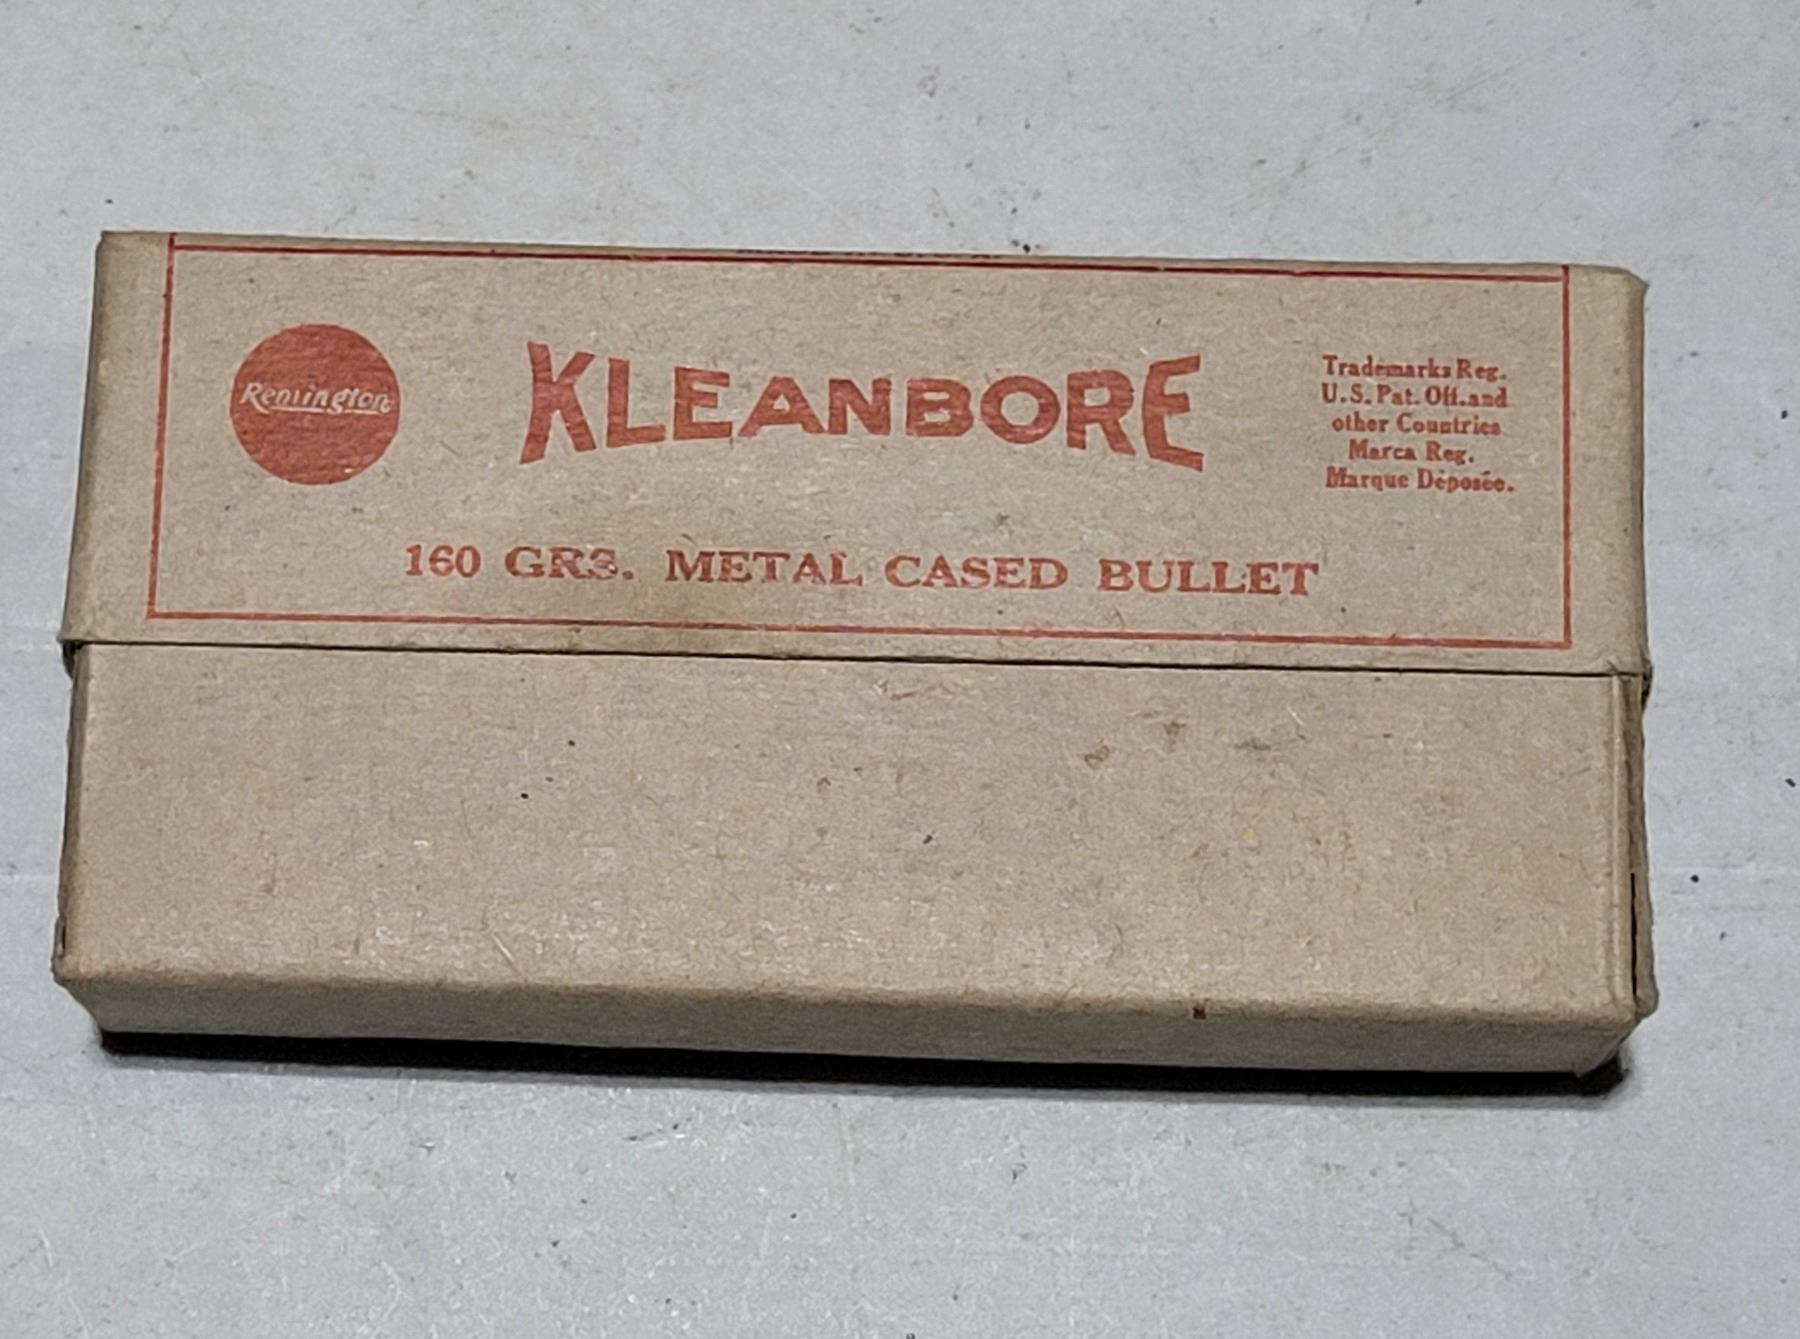 Remington
KLEANBORE
Trademarks Reg.
U.S. Pat. Off. and
other Countries
Marca Reg.
Marque Déposée.
160 GRS. METAL CASED BULLET